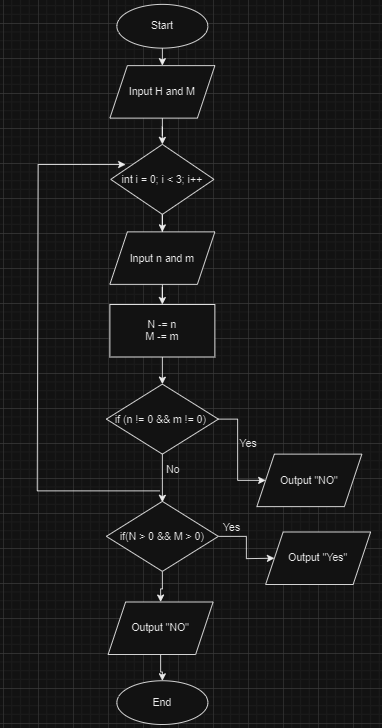 Start
Input H and M
int i = 0; i < 3; i++
Input n and m
N -= n
M -= m
if (n != 0 && m != 0)
Yes
No
Output "NO"
if(N > 0 && M > 0)
Yes
Output "Yes"
Output "NO"
End